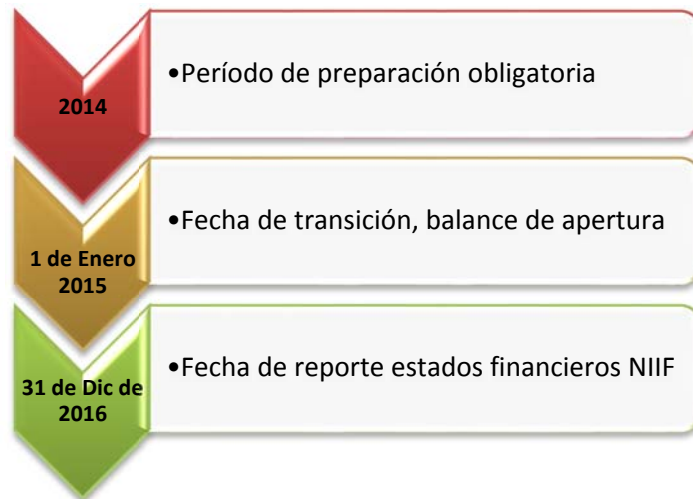 2014
•Período de preparación obligatoria
1 de Enero
2015
•Fecha de transición, balance de apertura
31 de Dic de
2016
•Fecha de reporte estados financieros NIIF